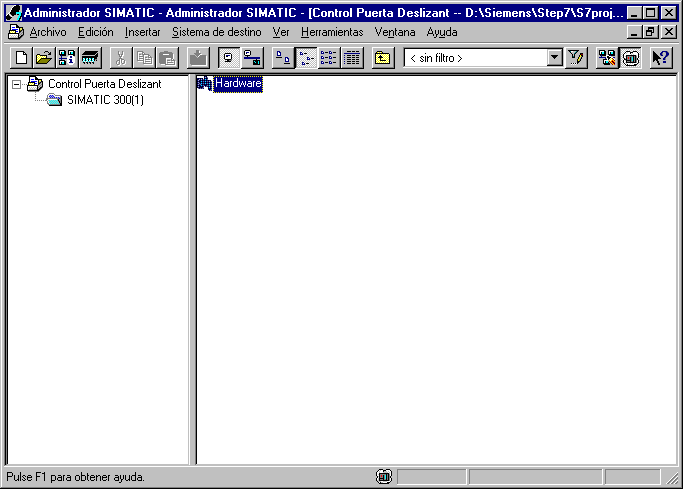 Administrador SIMATIC - Administrador SIMATIC - [Control Puerta Deslizant -- D:\Siemens\Step7\S7proj...
Archivo Edición Insertar Sistema de destino Ver Herramientas Ventana Ayuda
< sin filtro >
Control Puerta Deslizant
SIMATIC 300(1)
Hardware
Pulse F1 para obtener ayuda.